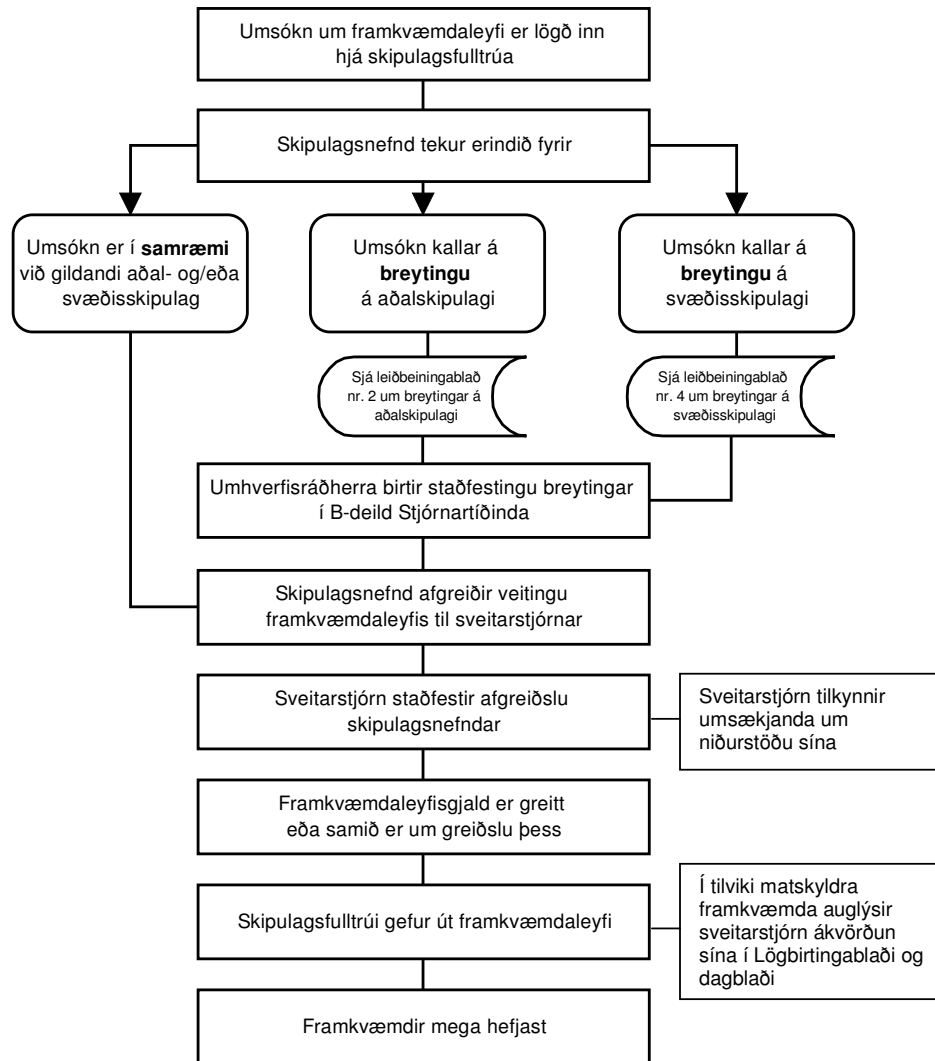 Umsókn um framkvæmdaleyfi er lögð inn
hjá skipulagsfulltrúa
Skipulagsnefnd tekur erindið fyrir
Umsókn er í samræmi
við gildandi aðal- og/eða
svæðisskipulag
Umsókn kallar á
breytingu
á aðalskipulagi
Umsókn kallar á
breytingu á
svæðisskipulagi
Sjá leiðbeiningablað
nr. 2 um breytingar á
aðalskipulagi
Sjá leiðbeiningablað
nr. 4 um breytingar á
svæðisskipulagi
Umhverfisráðherra birtir staðfestingu breytingar
í B-deild Stjórnartíðinda
Skipulagsnefnd afgreiðir veitingu
framkvæmdaleyfis til sveitarstjórnar
Sveitarstjórn staðfestir afgreiðslu
skipulagsnefndar
Sveitarstjórn tilkynnir
umsækjanda um
niðurstöðu sína
Framkvæmdaleyfisgjald er greitt
eða samið er um greiðslu þess
Skipulagsfulltrúi gefur út framkvæmdaleyfi
Í tilviki matskyldra
framkvæmda auglýsir
sveitarstjórn ákvörðun
sína í Lögbirtingablaði og
dagblaði
Framkvæmdir mega hefjast